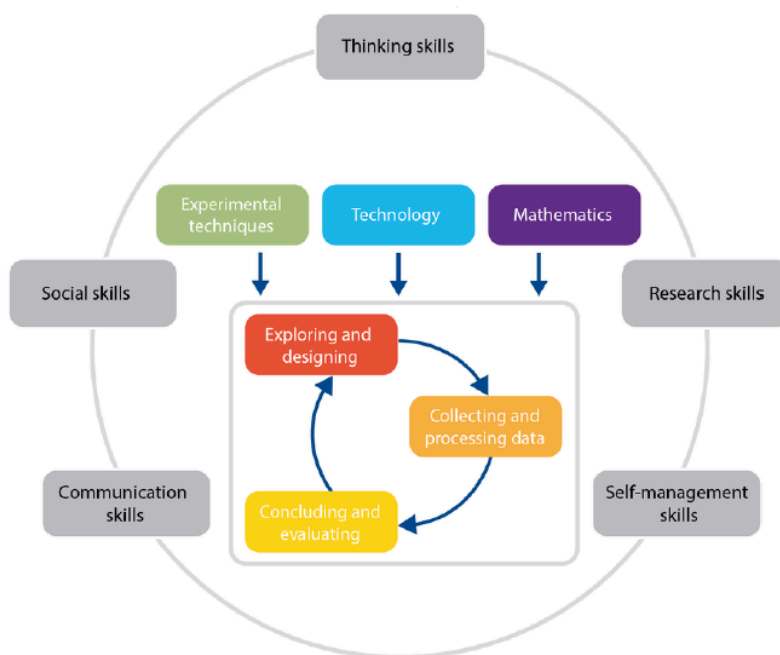 Thinking skills
Experimental
techniques
Technology
Mathematics
Social skills
Research skills
Exploring and
designing
Collecting and
processing data
Communication
skills
Self-management
skills
Concluding and
evaluating